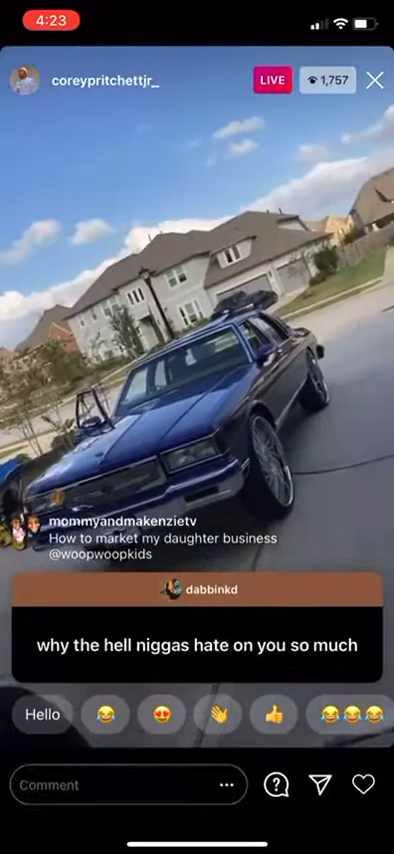 4:23
coreypritchettjr_
LIVE
1,757
mommyandmakenzietv
How to market my daughter business
@woopwoopkids
dabbinkd
why the hell niggas hate on you so much
Hello
Comment